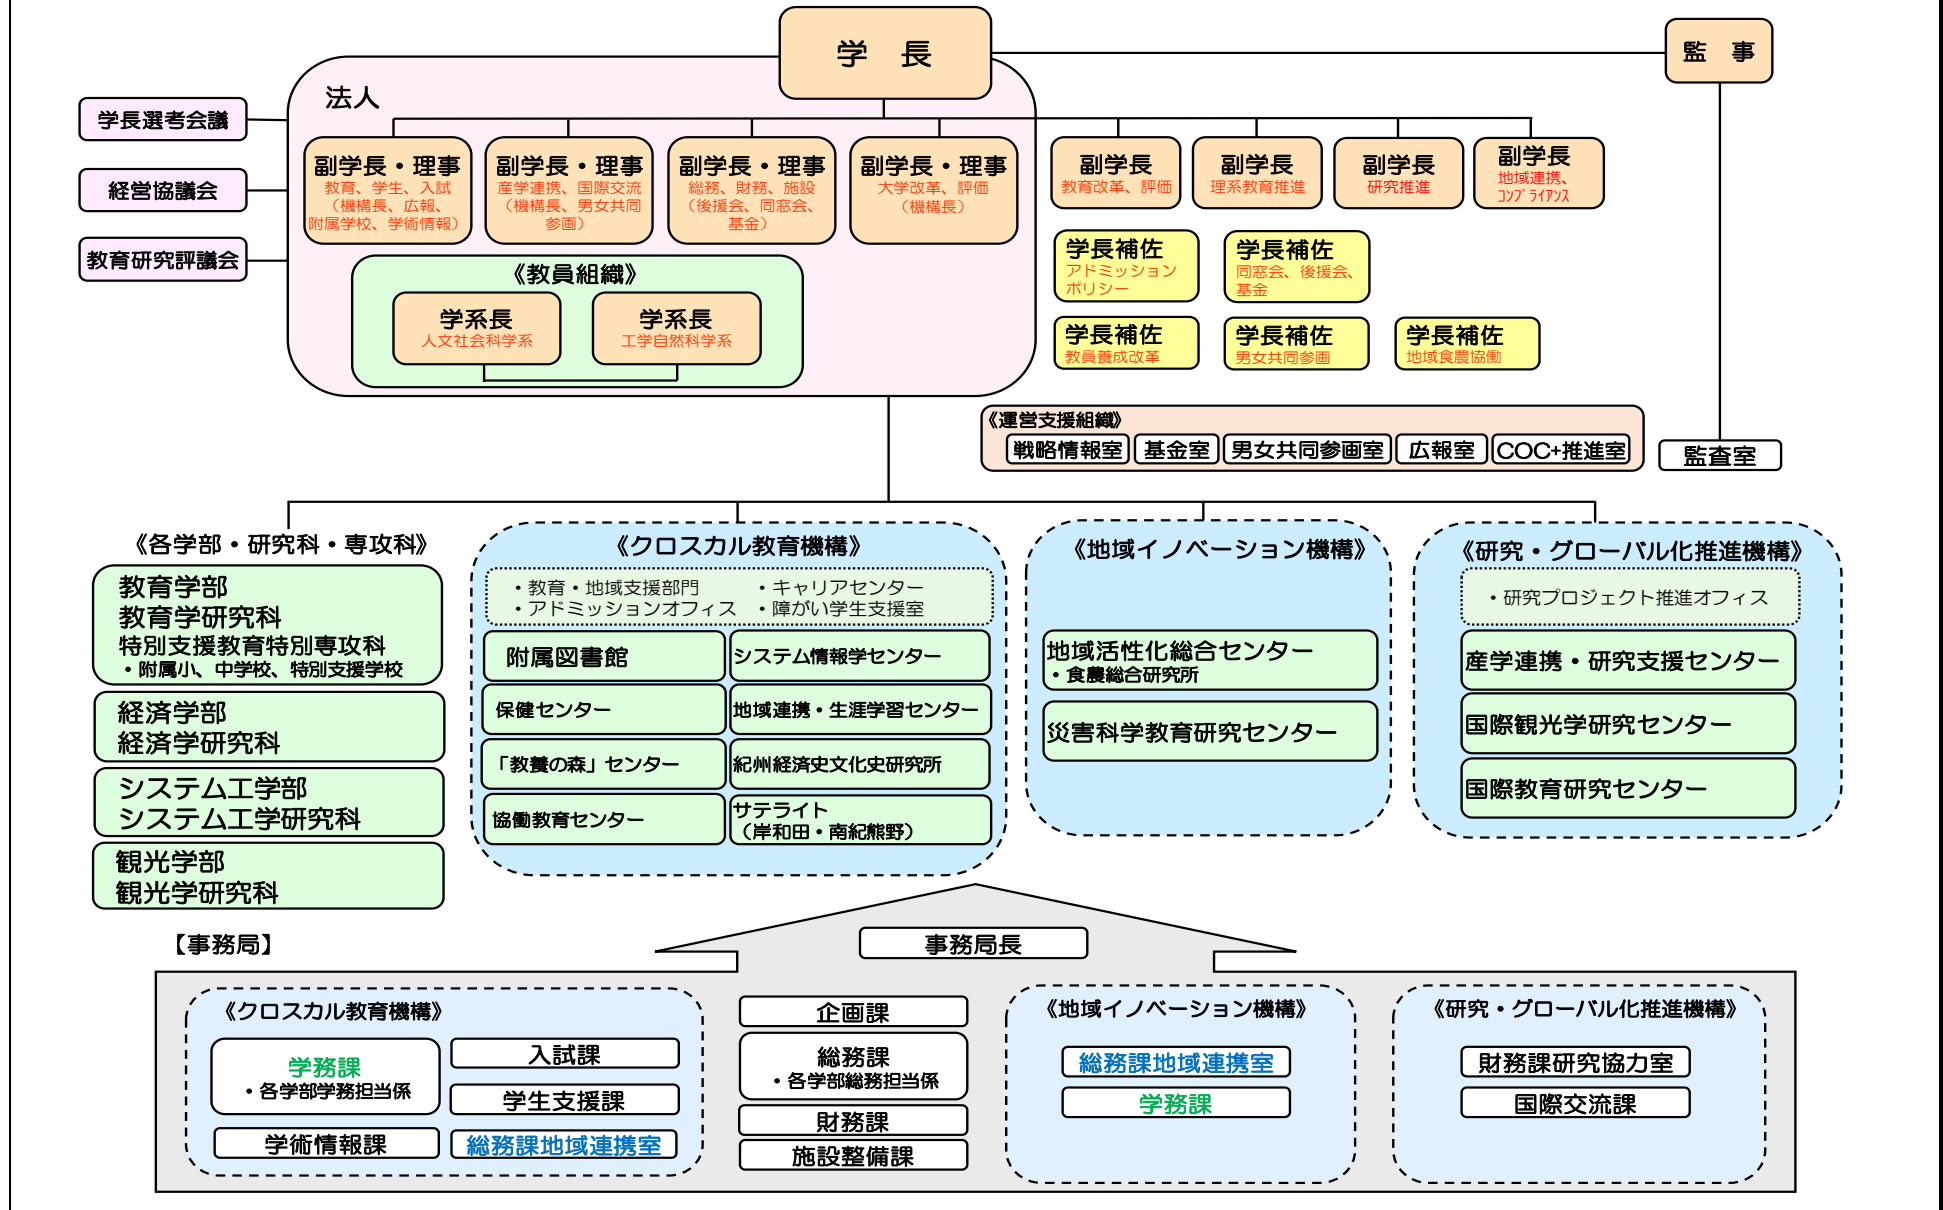 学　長
監　事
法人
学長選考会議
経営協議会
教育研究評議会
副学長・理事
教育、学生、入試
（機構長、広報、
附属学校、学術情報）
副学長・理事
産学連携、国際交流
（機構長、男女共同
参画）
副学長・理事
総務、財務、施設
（後援会、同窓会、
基金）
副学長・理事
大学改革、評価
（機構長）
副学長
教育改革、評価
副学長
理系教育推進
副学長
研究推進
副学長
地域連携、
ｺﾝﾌﾟﾗｲｱﾝｽ
《教員組織》
学系長
人文社会科学系
学系長
工学自然科学系
学長補佐
アドミッション
ポリシー
学長補佐
同窓会、後援会、
基金
学長補佐
教員養成改革
学長補佐
男女共同参画
学長補佐
地域食農協働
《運営支援組織》
戦略情報室
基金室
男女共同参画室
広報室
COC+推進室
監査室
《各学部・研究科・専攻科》
教育学部
教育学研究科
特別支援教育特別専攻科
・附属小、中学校、特別支援学校
経済学部
経済学研究科
システム工学部
システム工学研究科
観光学部
観光学研究科
《クロスカル教育機構》
・教育・地域支援部門　・キャリアセンター
・アドミッションオフィス　・障がい学生支援室
附属図書館
システム情報学センター
保健センター
地域連携・生涯学習センター
「教養の森」センター
紀州経済史文化史研究所
協働教育センター
サテライト
（岸和田・南紀熊野）
《地域イノベーション機構》
地域活性化総合センター
・食農総合研究所
災害科学教育研究センター
《研究・グローバル化推進機構》
・研究プロジェクト推進オフィス
産学連携・研究支援センター
国際観光学研究センター
国際教育研究センター
【事務局】
事務局長
《クロスカル教育機構》
学務課
・各学部学務担当係
入試課
学生支援課
学術情報課
総務課地域連携室
企画課
総務課
・各学部総務担当係
財務課
施設整備課
《地域イノベーション機構》
総務課地域連携室
学務課
《研究・グローバル化推進機構》
財務課研究協力室
国際交流課